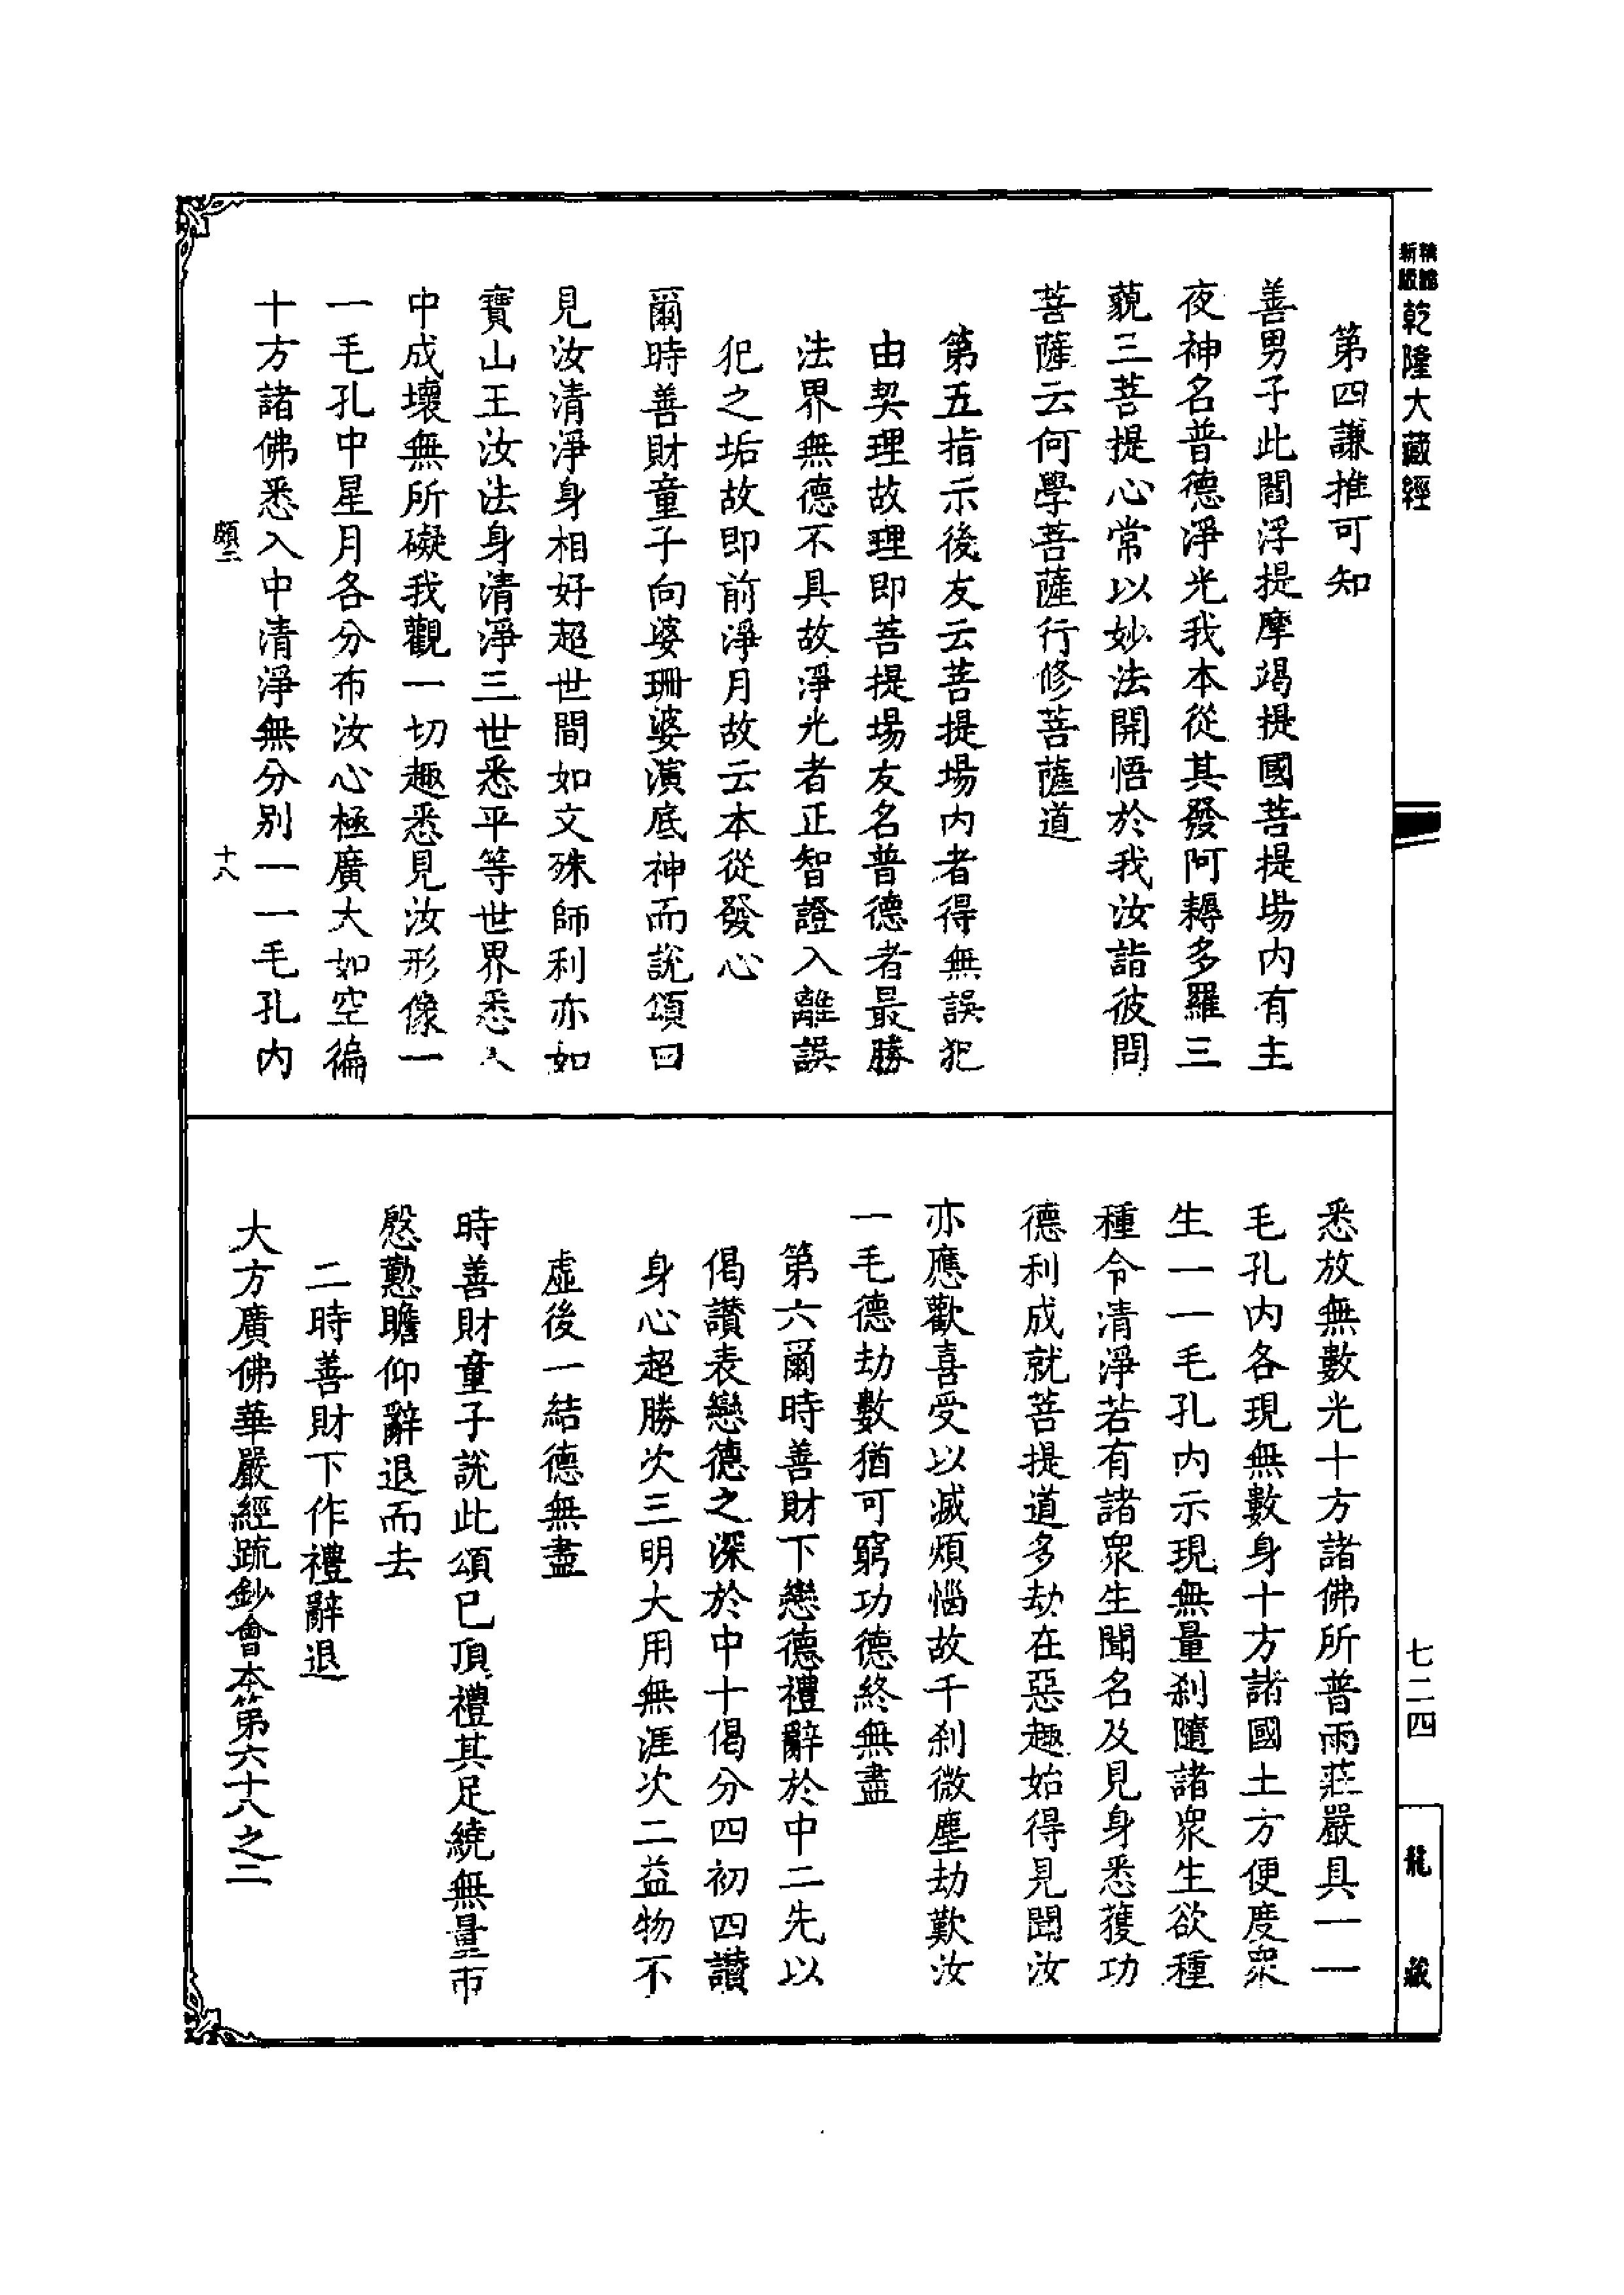 新編縮版
乾隆大藏經
第四謙推可知
善男子此閻浮提摩竭提國菩提場內有主
夜神名普德淨光我本從其發阿耨多羅三
藐三菩提心常以妙法開悟於我汝詣彼問
菩薩云何學菩薩行修菩薩道
第五指示後友云菩提場內者得無誤犯
由契理故理即菩提場友名普德者最勝
法界無德不具故淨光者正智證入離誤
犯之垢故即前淨月故云本從發心
爾時善財童子向婆珊婆演底神而說頌曰
見汝清淨身相好超世間如文殊師利亦如
寶山王汝法身清淨三世悉平等世界悉入
中成壞無所礙我觀一切趣悉見汝形像一
一毛孔中星月各分布汝心極廣大如空徧
十方諸佛悉入中清淨無分別一一毛孔內
十八
悉放無數光十方諸佛所普雨莊嚴具一一
毛孔內各現無數身十方諸國土方便度眾
生一一毛孔內示現無量剎隨諸眾生欲種
種令清淨若有諸眾生聞名及見身悉獲功
德利成就菩提道多劫在惡趣始得見聞汝
亦應歡喜受以滅煩惱故千剎微塵劫歎汝
一毛德劫數猶可窮功德終無盡
第六爾時善財下戀德禮辭於中二先以
偈讚表戀德之深於中十偈分四初四讚
身心超勝次三明大用無涯次二益物不
虛後一結德無盡
時善財童子說此頌已頂禮其足繞無量帀
慇懃瞻仰辭退而去
二時善財下作禮辭退
大方廣佛華嚴經疏鈔會本第六十八之二
七二四
龍藏